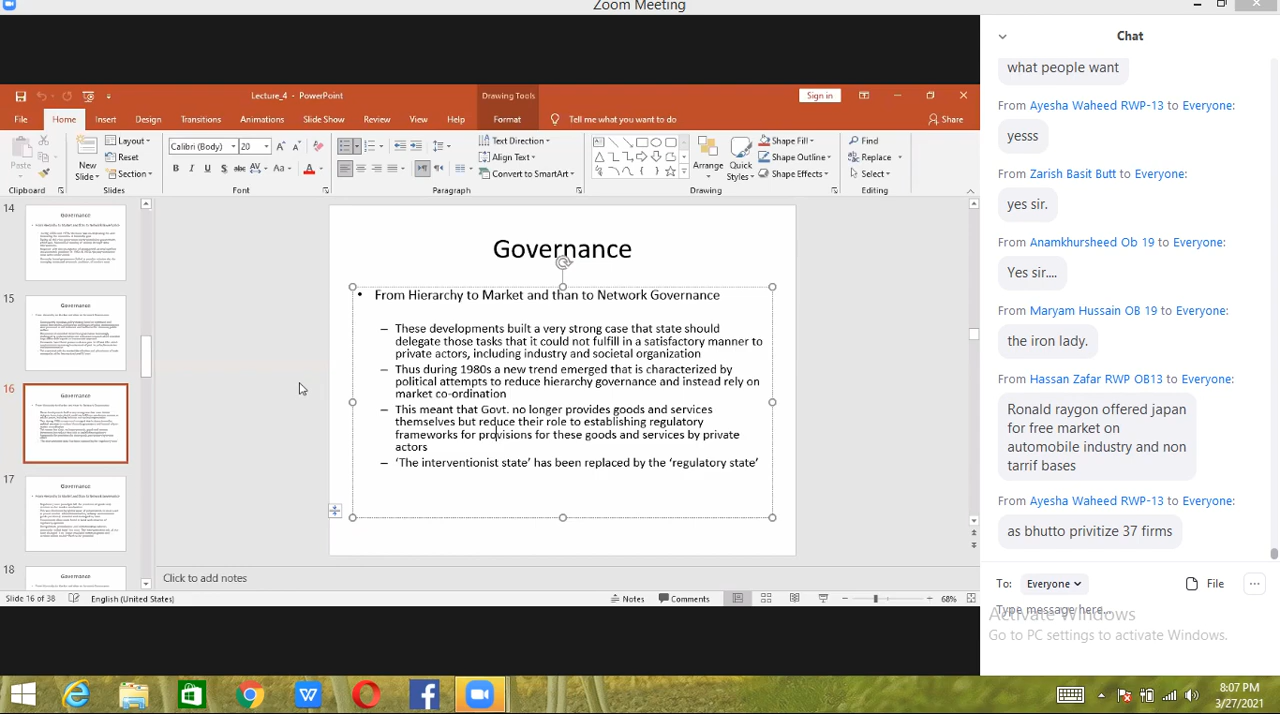 Zoom Meeting
Lecture_4 - PowerPoint
Drawing Tools
Sign in
File Home Insert Design Transitions Animations Slide Show Review View Help Format Tell me what you want to do Share
Paste
New Slide
Layout
Reset
Section
Calibri (Body) 20
B I U S abc AV Aa A
Text Direction
Align Text
Convert to SmartArt
Arrange
Quick Styles
Shape Fill
Shape Outline
Shape Effects
Find
Replace
Select
Clipboard Slides Font Paragraph Drawing Editing
14
Governance
15
Governance
16
Governance
17
Governance
18
Governance
Governance
• From Hierarchy to Market and than to Network Governance
– These developments built a very strong case that state should
delegate those tasks that it could not fulfill in a satisfactory manner to
private actors, including industry and societal organization
– Thus during 1980s a new trend emerged that is characterized by
political attempts to reduce hierarchy governance and instead rely on
market co-ordination
– This meant that Govt. no longer provides goods and services
themselves but reduce their role to establishing regulatory
frameworks for provisions for these goods and services by private
actors
– ‘The interventionist state’ has been replaced by the ‘regulatory state’
Click to add notes
Slide 16 of 38 English (United States) Notes Comments 68%
Chat
what people want
From Ayesha Waheed RWP-13 to Everyone:
yesss
From Zarish Basit Butt to Everyone:
yes sir.
From Anamkhursheed Ob 19 to Everyone:
Yes sir....
From Maryam Hussain OB 19 to Everyone:
the iron lady.
From Hassan Zafar RWP OB13 to Everyone:
Ronald raygon offered japan
for free market on
automobile industry and non
tarrif bases
From Ayesha Waheed RWP-13 to Everyone:
as bhutto privitize 37 firms
To: Everyone File ...
Type message here...
Activate Windows
Go to PC settings to activate Windows.
8:07 PM
3/27/2021